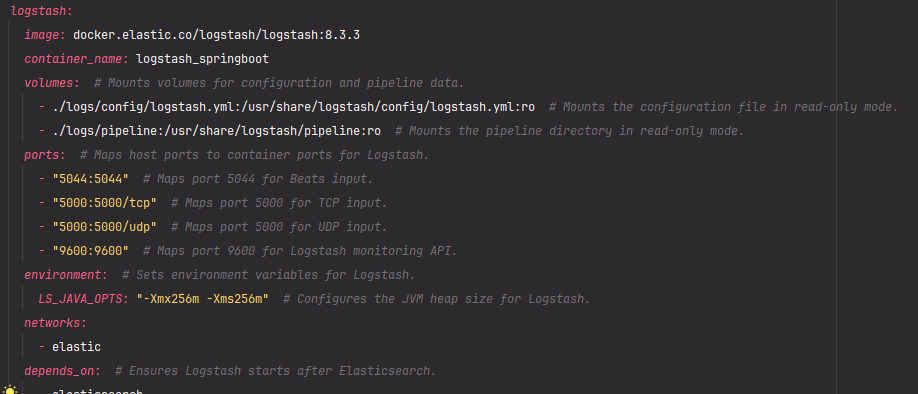 logstash:
image: docker.elastic.co/logstash/logstash:8.3.3
container_name: logstash_springboot
volumes:  # Mounts volumes for configuration and pipeline data.
- ./logs/config/logstash.yml:/usr/share/logstash/config/logstash.yml:ro  # Mounts the configuration file in read-only mode.
- ./logs/pipeline:/usr/share/logstash/pipeline:ro  # Mounts the pipeline directory in read-only mode.
ports:  # Maps host ports to container ports for Logstash.
- "5044:5044"  # Maps port 5044 for Beats input.
- "5000:5000/tcp"  # Maps port 5000 for TCP input.
- "5000:5000/udp"  # Maps port 5000 for UDP input.
- "9600:9600"  # Maps port 9600 for Logstash monitoring API.
environment:  # Sets environment variables for Logstash.
LS_JAVA_OPTS: "-Xmx256m -Xms256m"  # Configures the JVM heap size for Logstash.
networks:
- elastic
depends_on:  # Ensures Logstash starts after Elasticsearch.
- elasticsearch